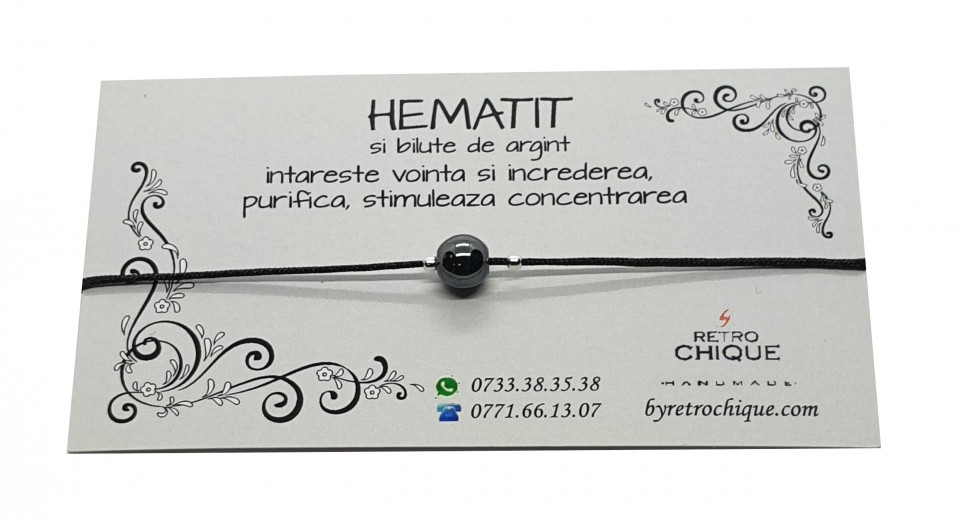 HEMATIT
si bilute de argint
intareste vointa si increderea,
purifica, stimuleaza concentrarea
by
RETRO
CHIQUE
HANDMADE
0733.38.35.38
0771.66.13.07
byretrochique.com